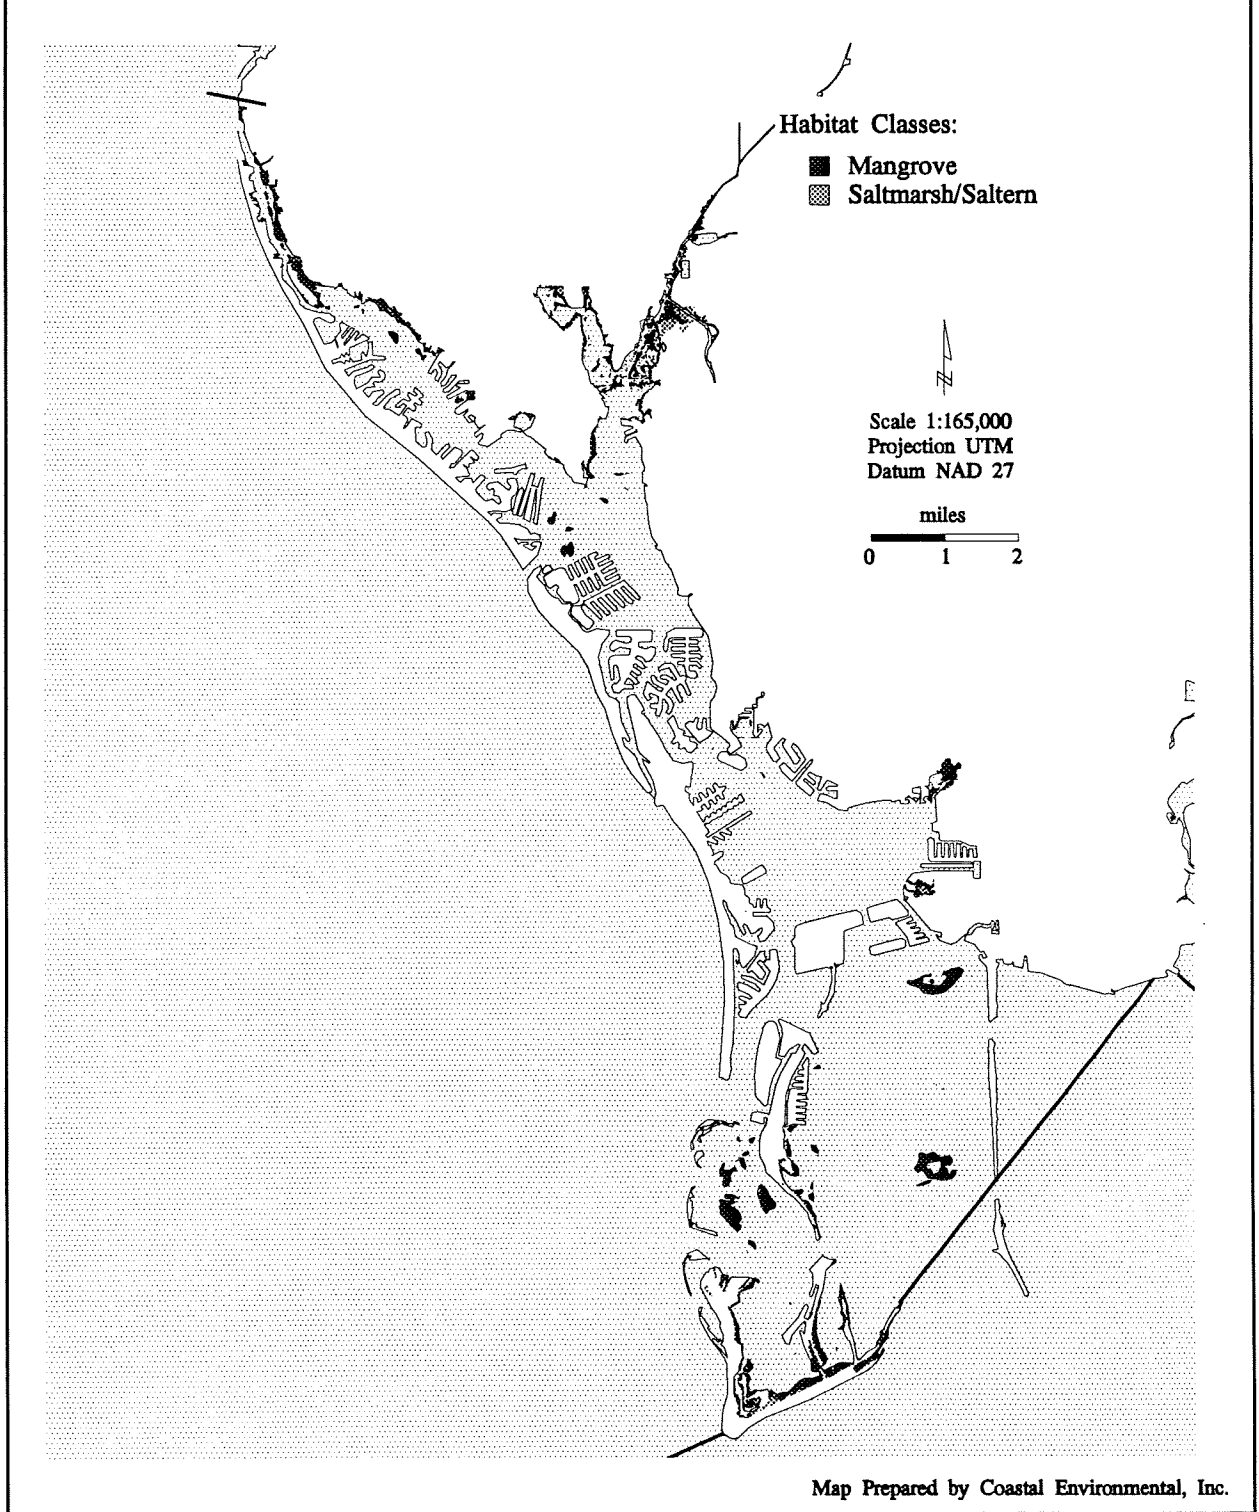 Habitat Classes:
Mangrove
Saltmarsh/Saltern
N
Scale 1:165,000
Projection UTM
Datum NAD 27
miles
0 1 2
Map Prepared by Coastal Environmental, Inc.